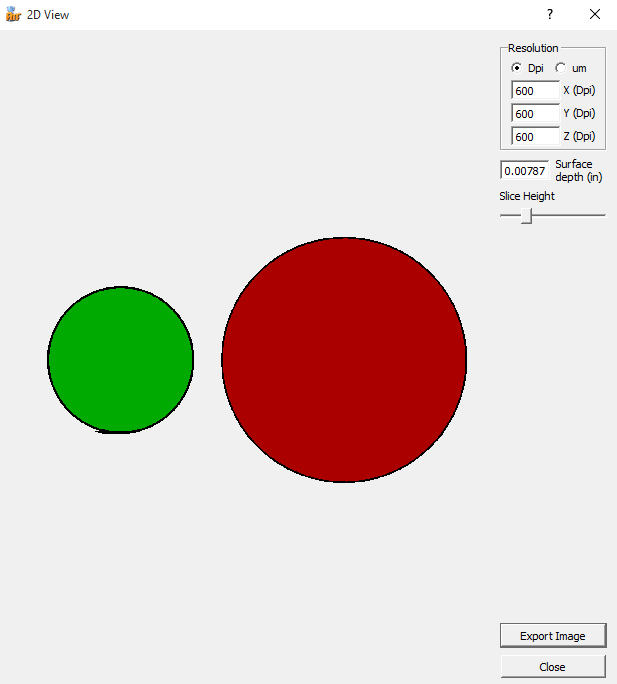 2D View
?
Resolution
Dpi um
600 X (Dpi)
600 Y (Dpi)
600 Z (Dpi)
0.00787 Surface
depth (in)
Slice Height
Export Image
Close